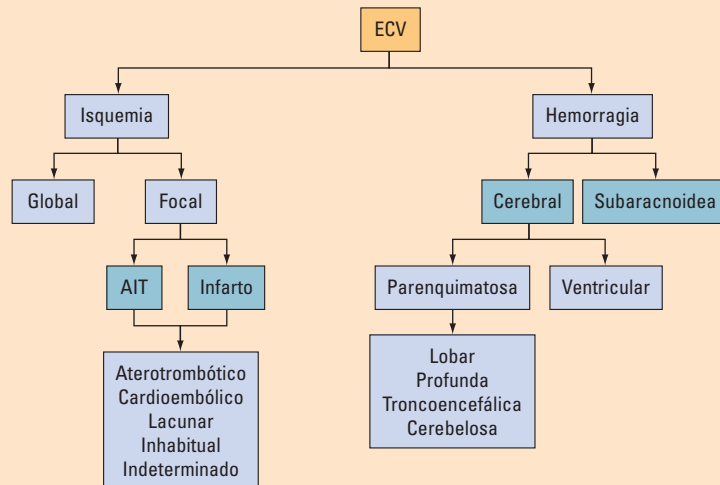 ECV
Isquemia
Hemorragia
Global
Focal
Cerebral
Subaracnoidea
AIT
Infarto
Parenquimatosa
Ventricular
Aterotrombótico
Cardioembólico
Lacunar
Inhabitual
Indeterminado
Lobar
Profunda
Troncoencefálica
Cerebelosa